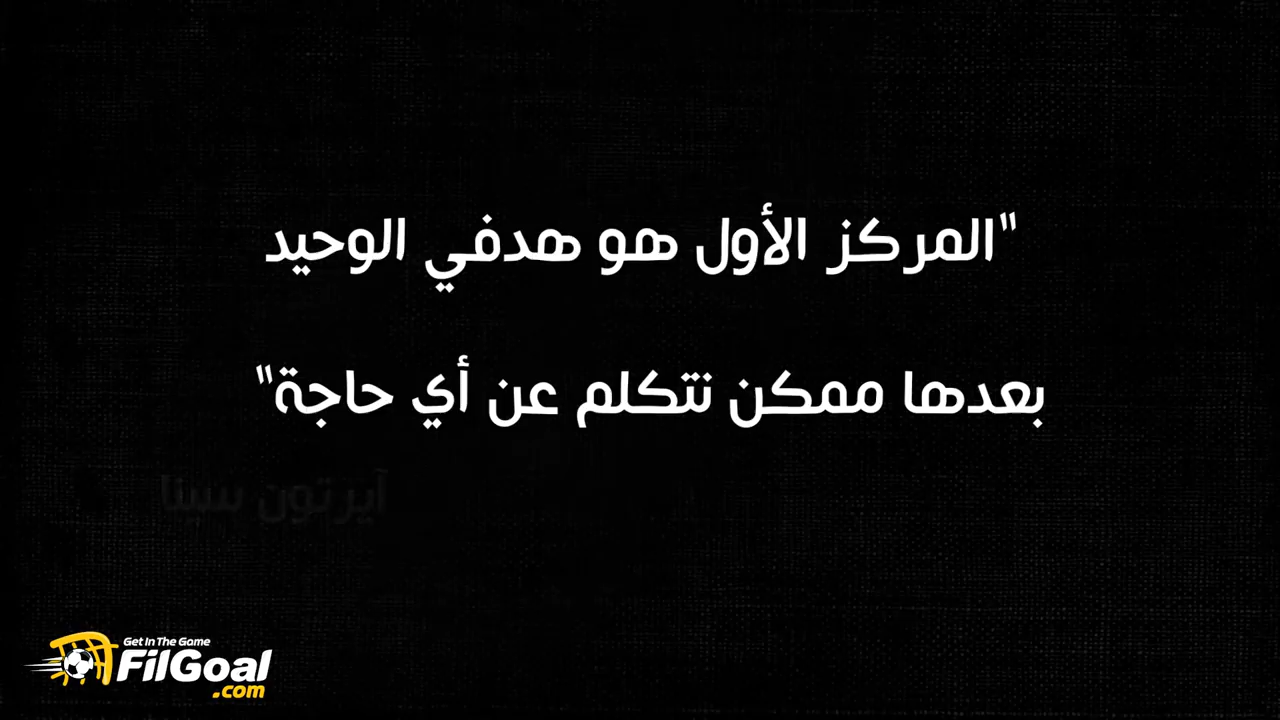 "المركز الأول هو هدفي الوحيد
بعدها ممكن نتكلم عن أي حاجة"
آيرتون سينا
Get In The Game
FilGoal
.com